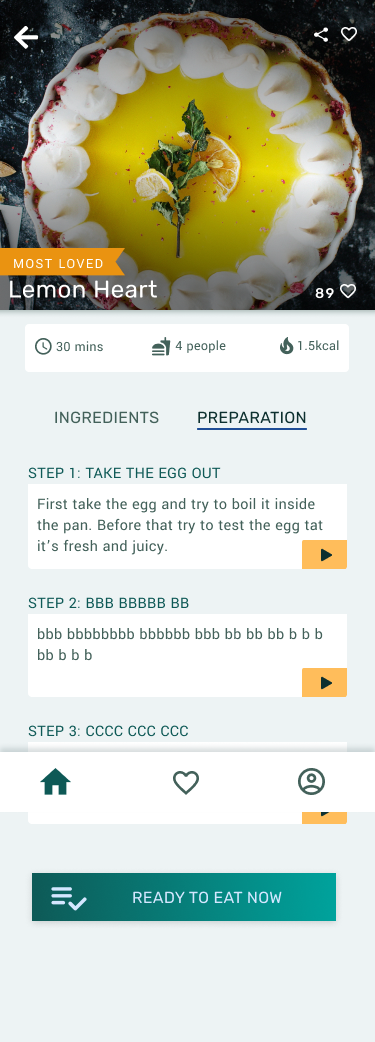 MOST LOVED
Lemon Heart
89
30 mins
4 people
1.5kcal
INGREDIENTS
PREPARATION
STEP 1: TAKE THE EGG OUT
First take the egg and try to boil it inside
the pan. Before that try to test the egg tat
it's fresh and juicy.
STEP 2: BBB BBBBB BB
bbb bbbbbbbb bbbbbb bbb bb bb bb b b b
bb b b b
STEP 3: CCCC CCC CCC
READY TO EAT NOW